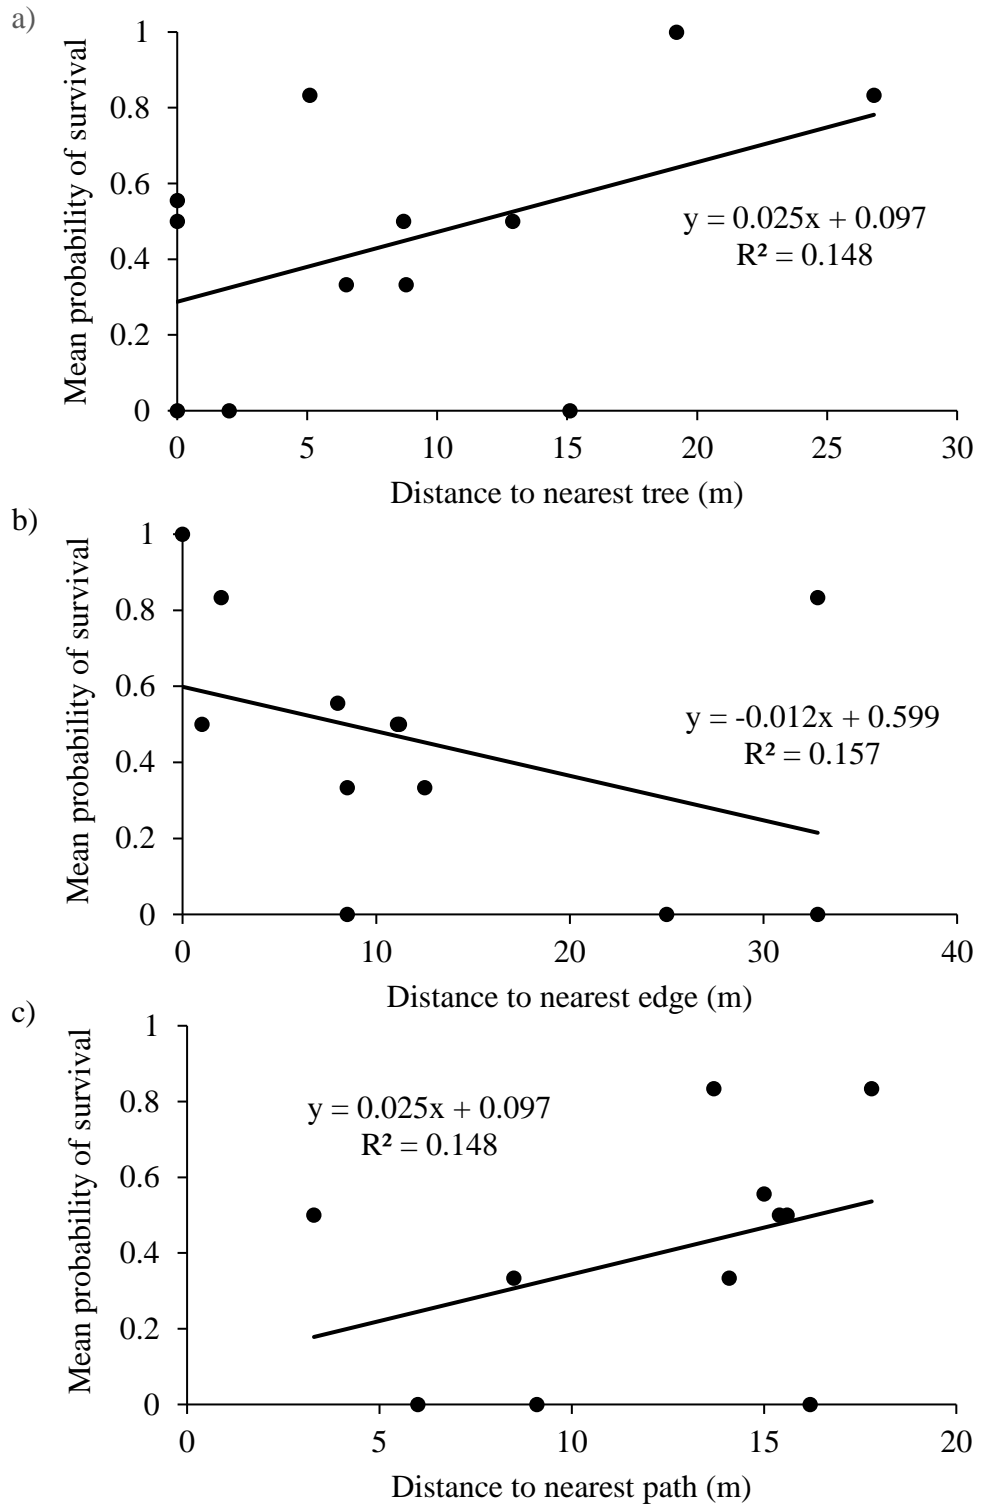 a)
Mean probability of survival
1
0.8
0.6
0.4
0.2
0
y = 0.025x + 0.097
R² = 0.148
0 5 10 15 20 25 30
Distance to nearest tree (m)
b)
Mean probability of survival
1
0.8
0.6
0.4
0.2
0
y = -0.012x + 0.599
R² = 0.157
0 10 20 30 40
Distance to nearest edge (m)
c)
Mean probability of survival
1
0.8
0.6
0.4
0.2
0
y = 0.025x + 0.097
R² = 0.148
0 5 10 15 20
Distance to nearest path (m)